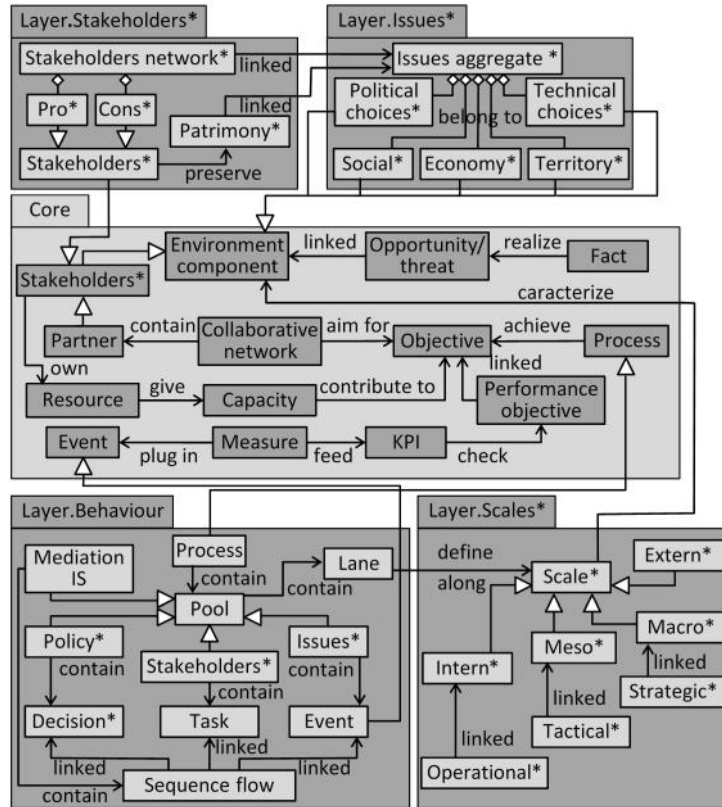 Layer.Stakeholders*
Layer.Issues*
Stakeholders network*
linked
Issues aggregate *
Pro*
Cons*
linked
Political
choices*
Technical
choices*
belong to
Patrimony*
Stakeholders*
preserve
Social*
Economy*
Territory*
Core
Environment
component
linked
Opportunity/
threat
realize
Fact
Stakeholders*
caracterize
Partner
contain
Collaborative
network
aim for
Objective
achieve
Process
own
linked
Resource
give
Capacity
contribute to
Performance
objective
Event
plug in
Measure
feed
KPI
check
Layer.Behaviour
Layer.Scales*
Mediation
IS
Process
contain
Lane
contain
define
along
Scale*
Extern*
Pool
Policy*
contain
Stakeholders*
contain
Issues*
contain
Intern*
Meso*
Macro*
linked
Strategic*
Decision*
Task
Event
linked
Tactical*
linked
linked
linked
linked
contain
Sequence flow
Operational*